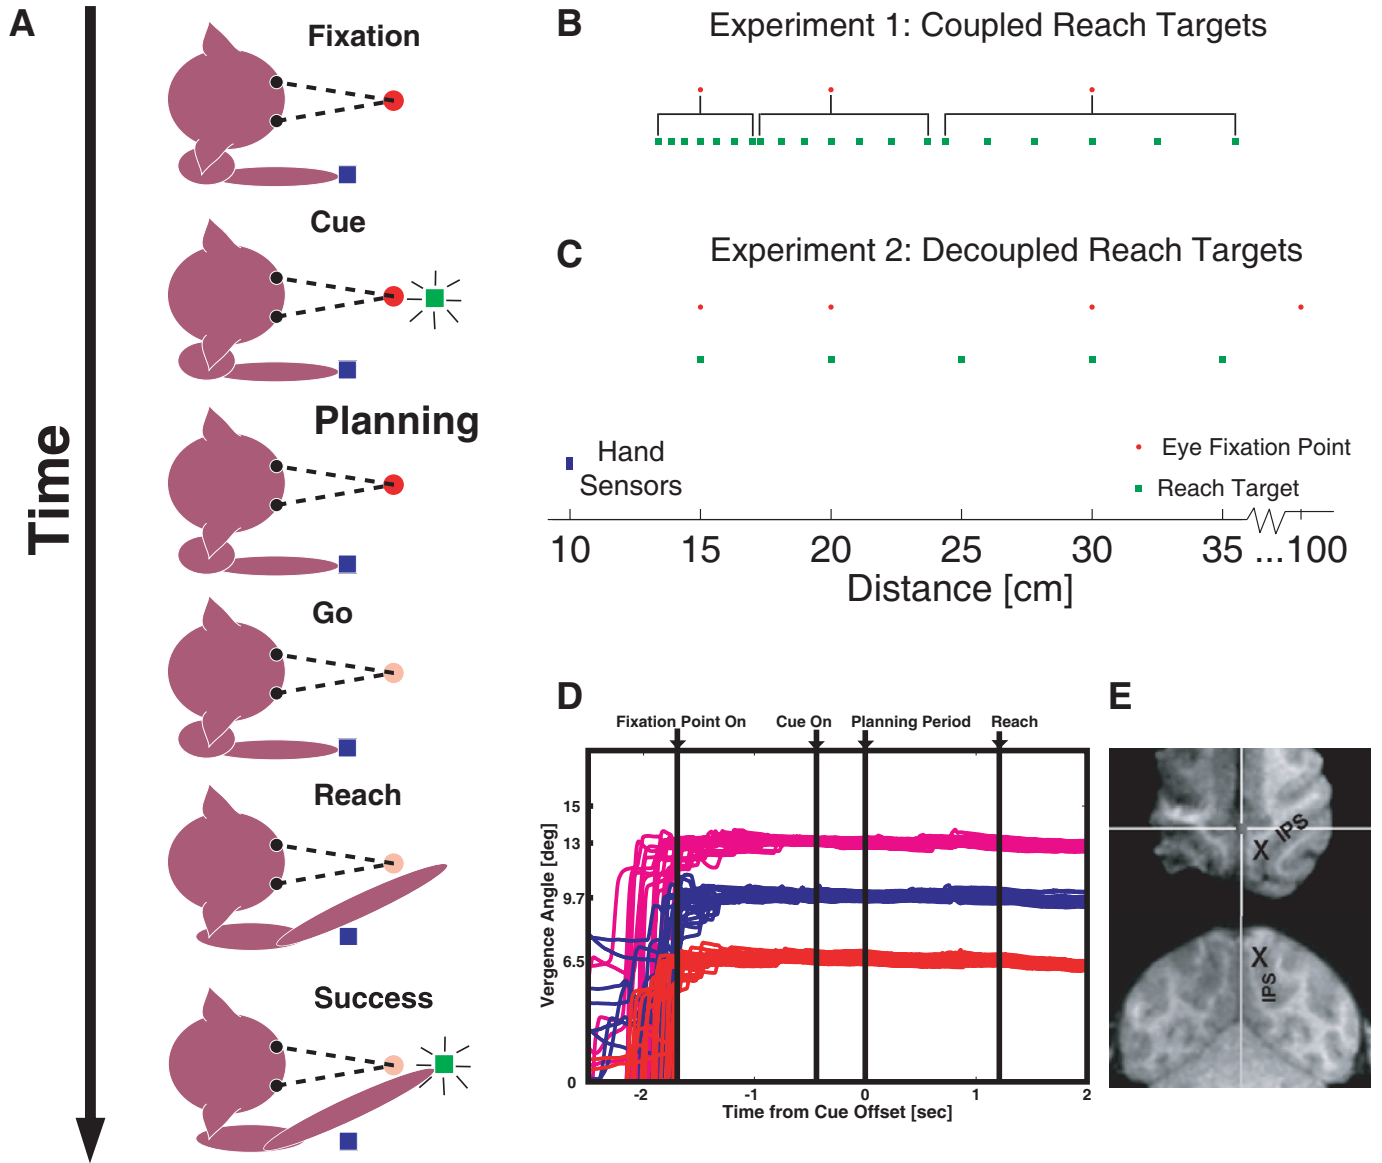 A
Time
Fixation
Cue
Planning
Go
Reach
Success
B
Experiment 1: Coupled Reach Targets
C
Experiment 2: Decoupled Reach Targets
Hand
Sensors
Eye Fixation Point
Reach Target
10 15 20 25 30 35 ...100
Distance [cm]
D
Fixation Point On Cue On Planning Period Reach
Vergence Angle [deg]
15
13
9.7
6.5
0
-2 -1 0 1 2
Time from Cue Offset [sec]
E
X IPS
X
IPS